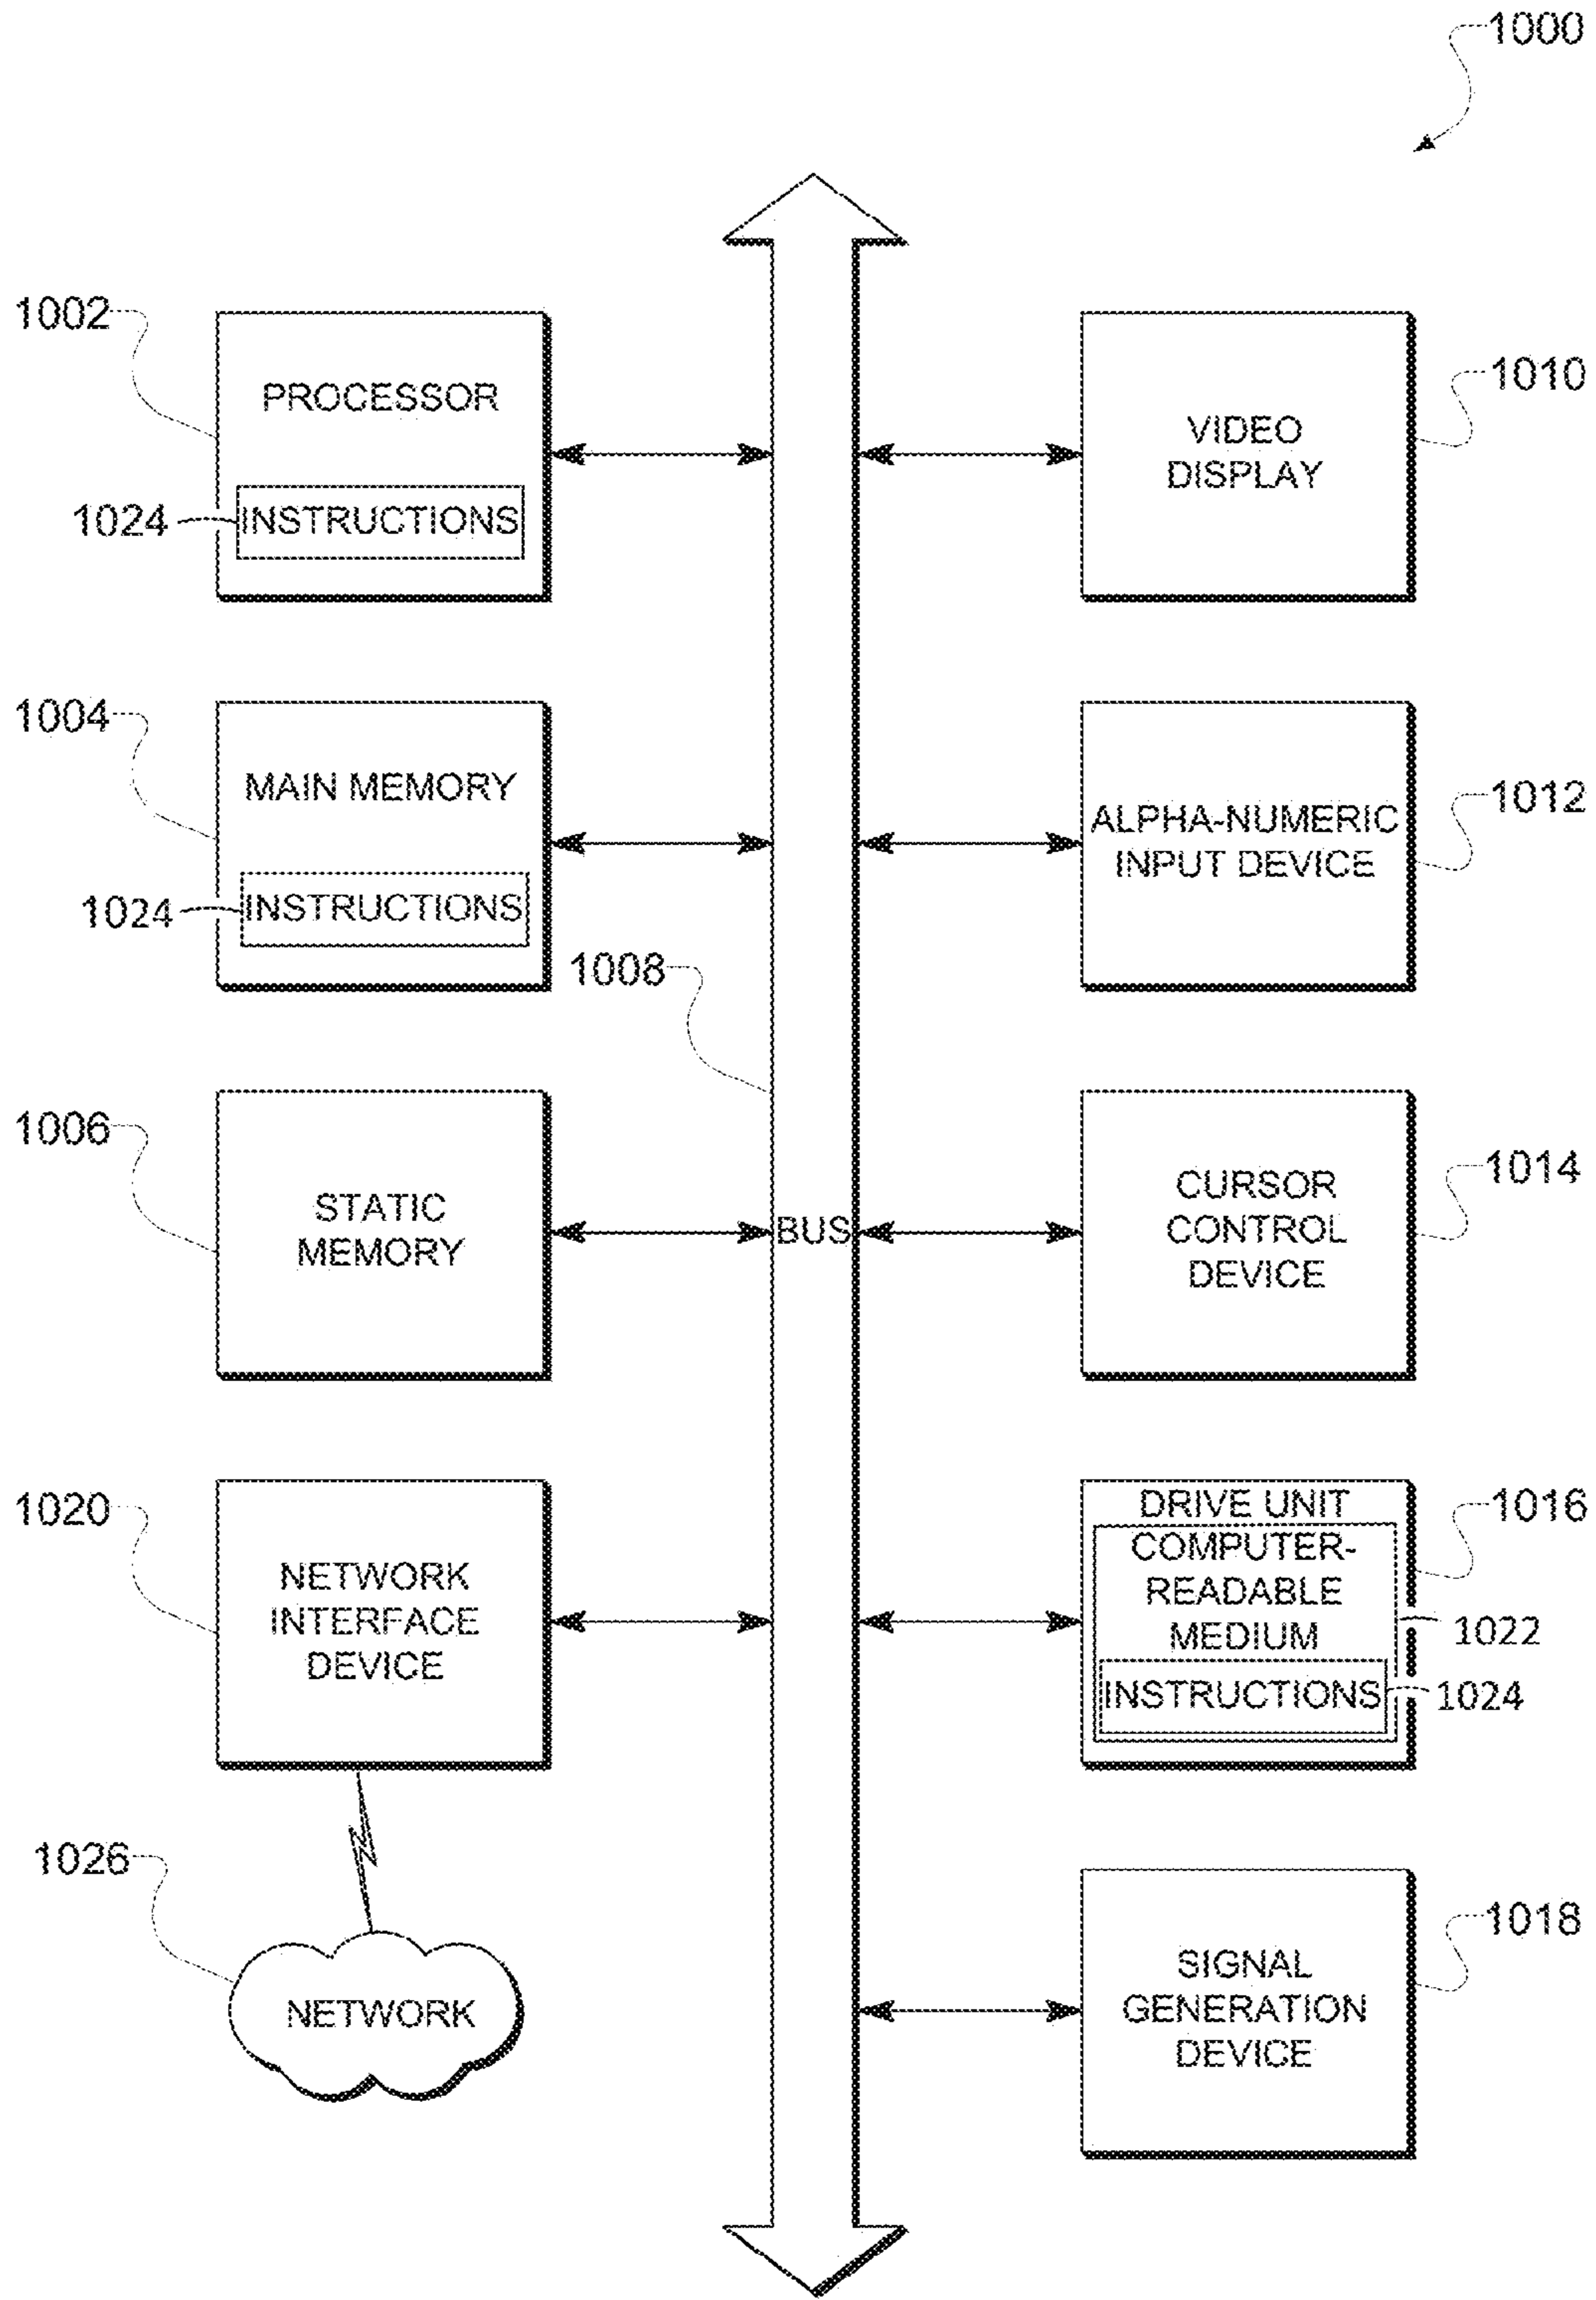 1000
1002
PROCESSOR
1024
INSTRUCTIONS
1004
MAIN MEMORY
1024
INSTRUCTIONS
1008
1006
STATIC
MEMORY
BUS
1020
NETWORK
INTERFACE
DEVICE
1026
NETWORK
VIDEO
DISPLAY
1010
ALPHA-NUMERIC
INPUT DEVICE
1012
CURSOR
CONTROL
DEVICE
1014
DRIVE UNIT
1016
COMPUTER-
READABLE
MEDIUM
1022
INSTRUCTIONS
1024
SIGNAL
GENERATION
DEVICE
1018